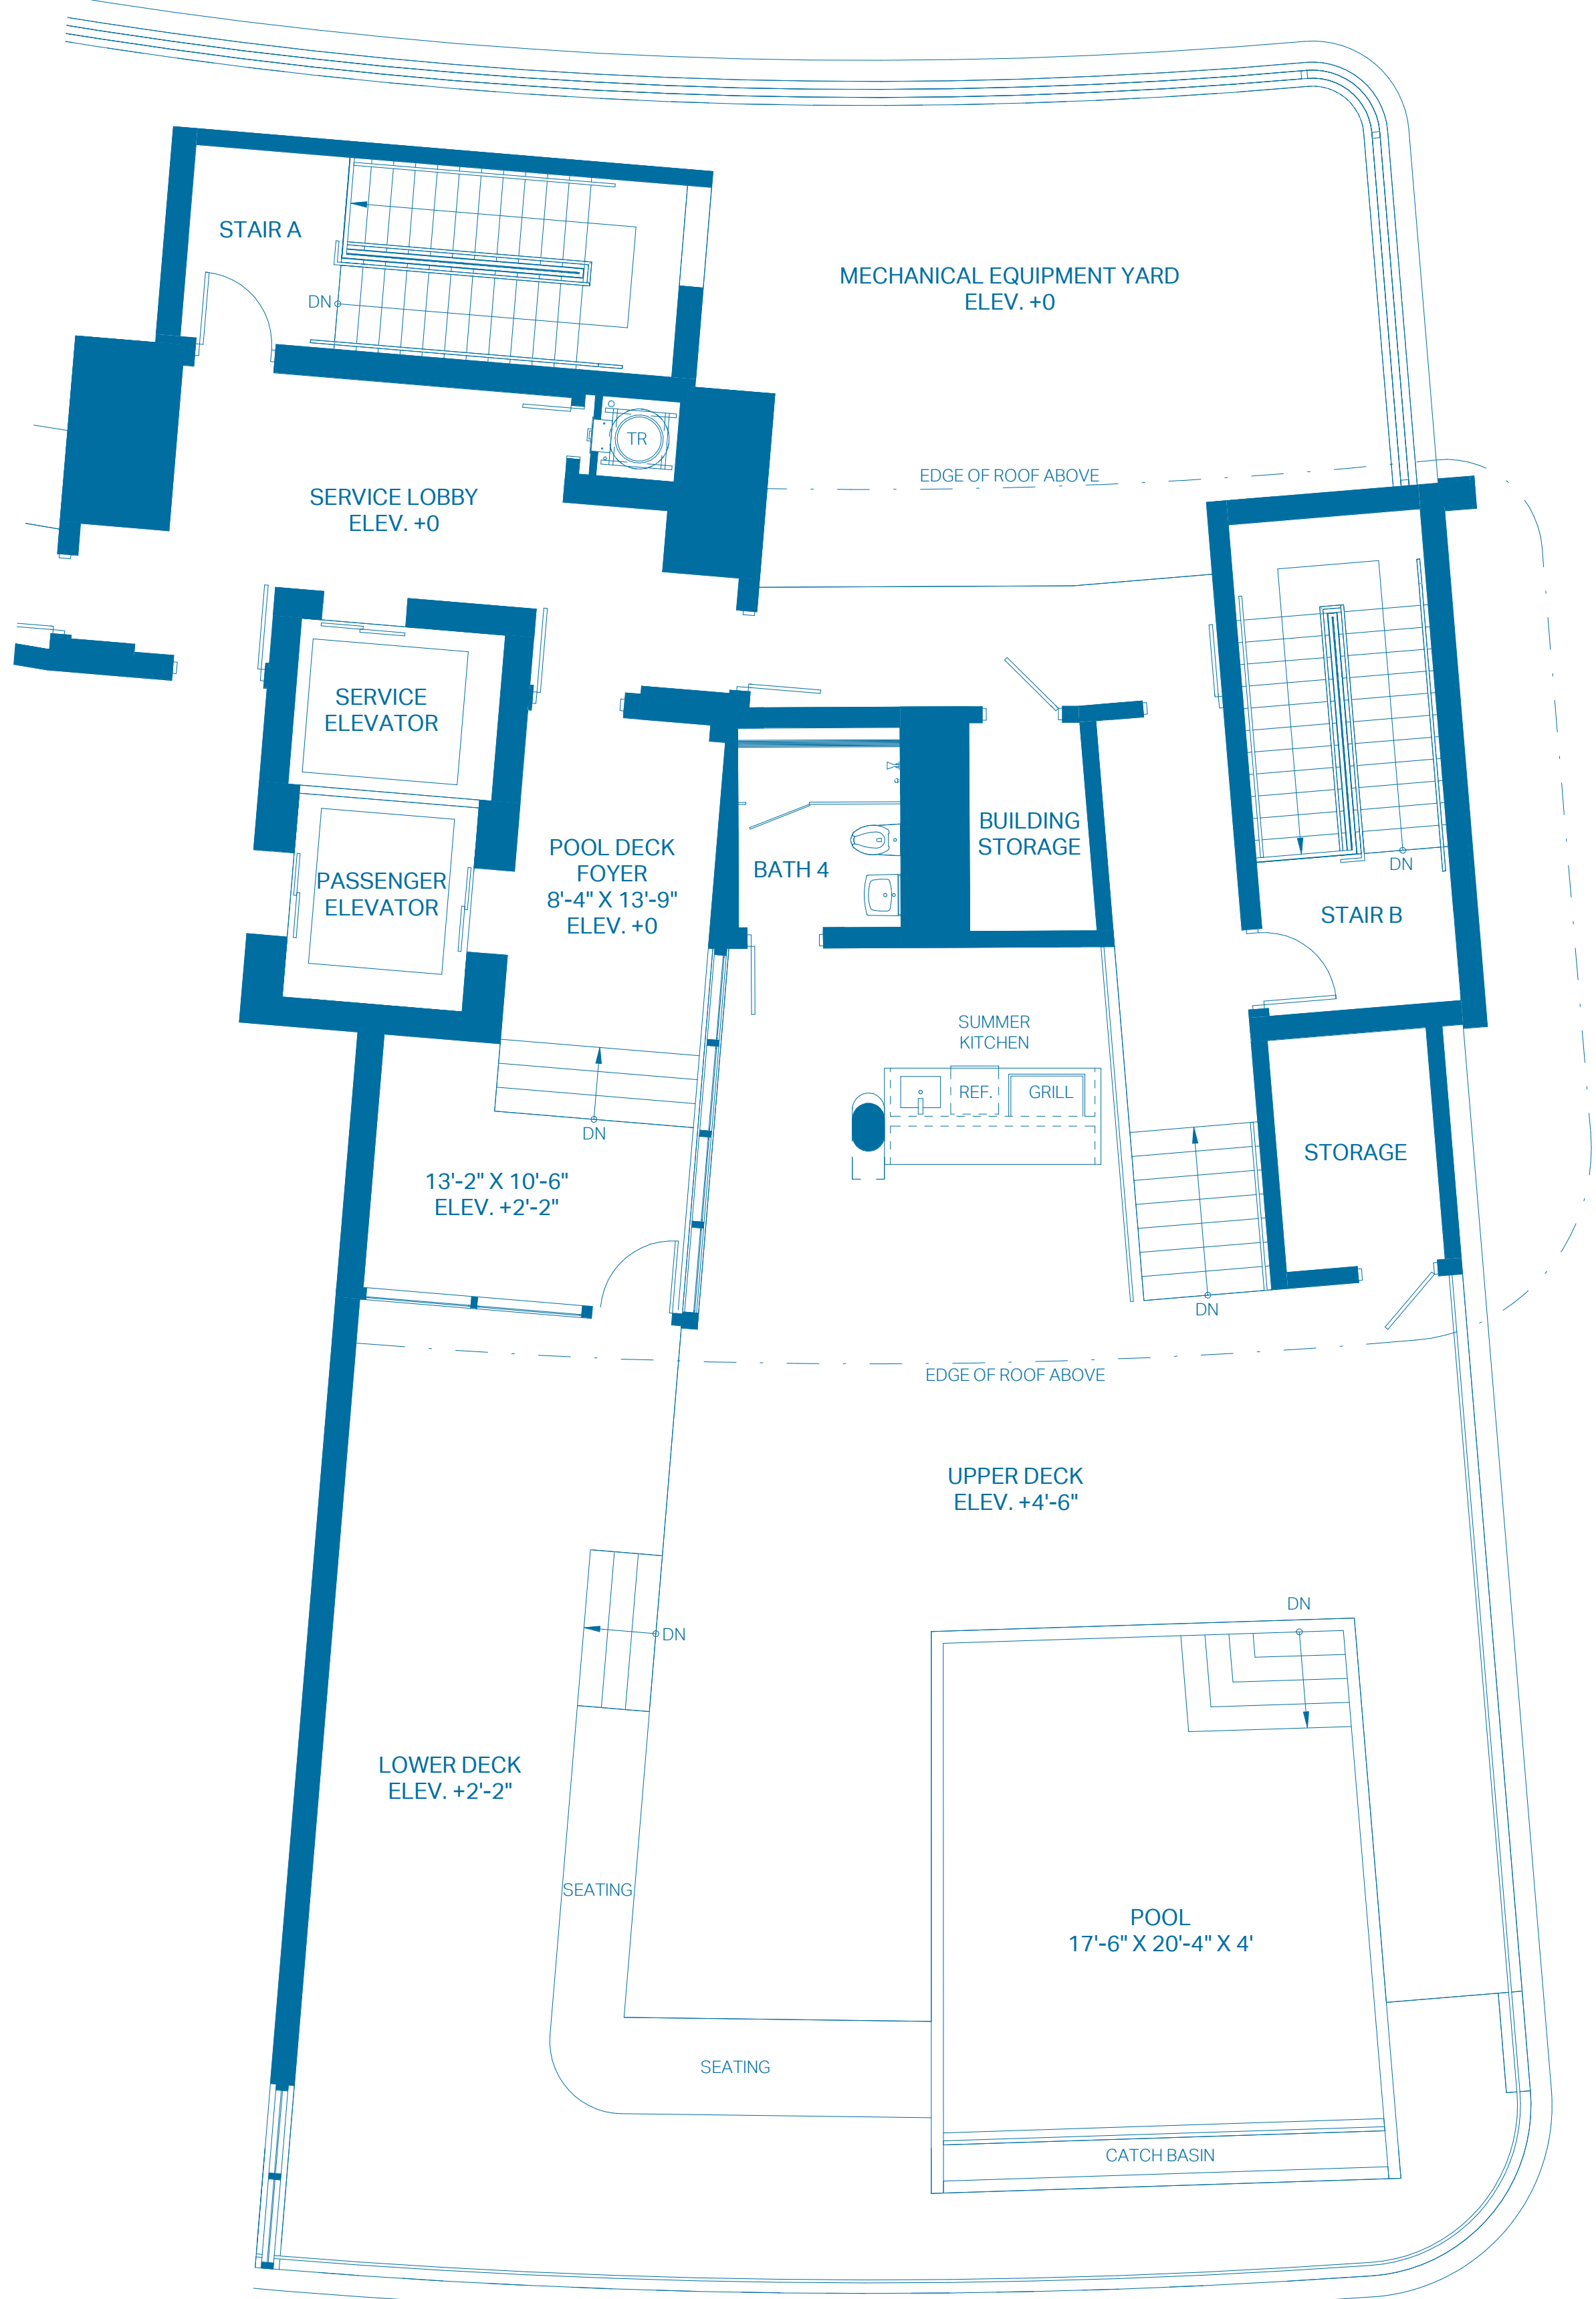 STAIR A
DN
MECHANICAL EQUIPMENT YARD
ELEV. +0
TR
EDGE OF ROOF ABOVE
SERVICE LOBBY
ELEV. +0
SERVICE
ELEVATOR
PASSENGER
ELEVATOR
POOL DECK
FOYER
8'-4" X 13'-9"
ELEV. +0
BATH 4
BUILDING
STORAGE
DN
STAIR B
SUMMER
KITCHEN
REF.
GRILL
DN
STORAGE
13'-2" X 10'-6"
ELEV. +2'-2"
DN
EDGE OF ROOF ABOVE
UPPER DECK
ELEV. +4'-6"
DN
DN
LOWER DECK
ELEV. +2'-2"
SEATING
POOL
17'-6" X 20'-4" X 4'
SEATING
CATCH BASIN